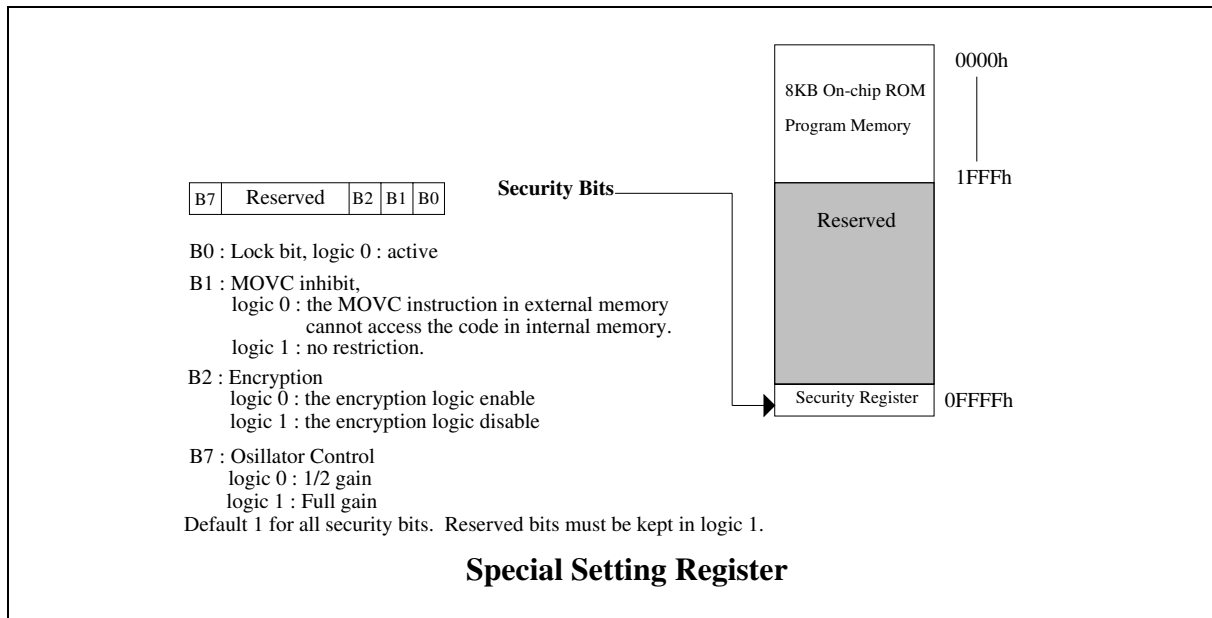 0000h
8KB On-chip ROM
Program Memory
1FFFh
B7 Reserved B2 B1 B0
Security Bits
Reserved
B0 : Lock bit, logic 0 : active
B1 : MOVC inhibit,
logic 0 : the MOVC instruction in external memory
cannot access the code in internal memory.
logic 1 : no restriction.
B2 : Encryption
logic 0 : the encryption logic enable
logic 1 : the encryption logic disable
Security Register
0FFFFh
B7 : Osillator Control
logic 0 : 1/2 gain
logic 1 : Full gain
Default 1 for all security bits. Reserved bits must be kept in logic 1.
Special Setting Register